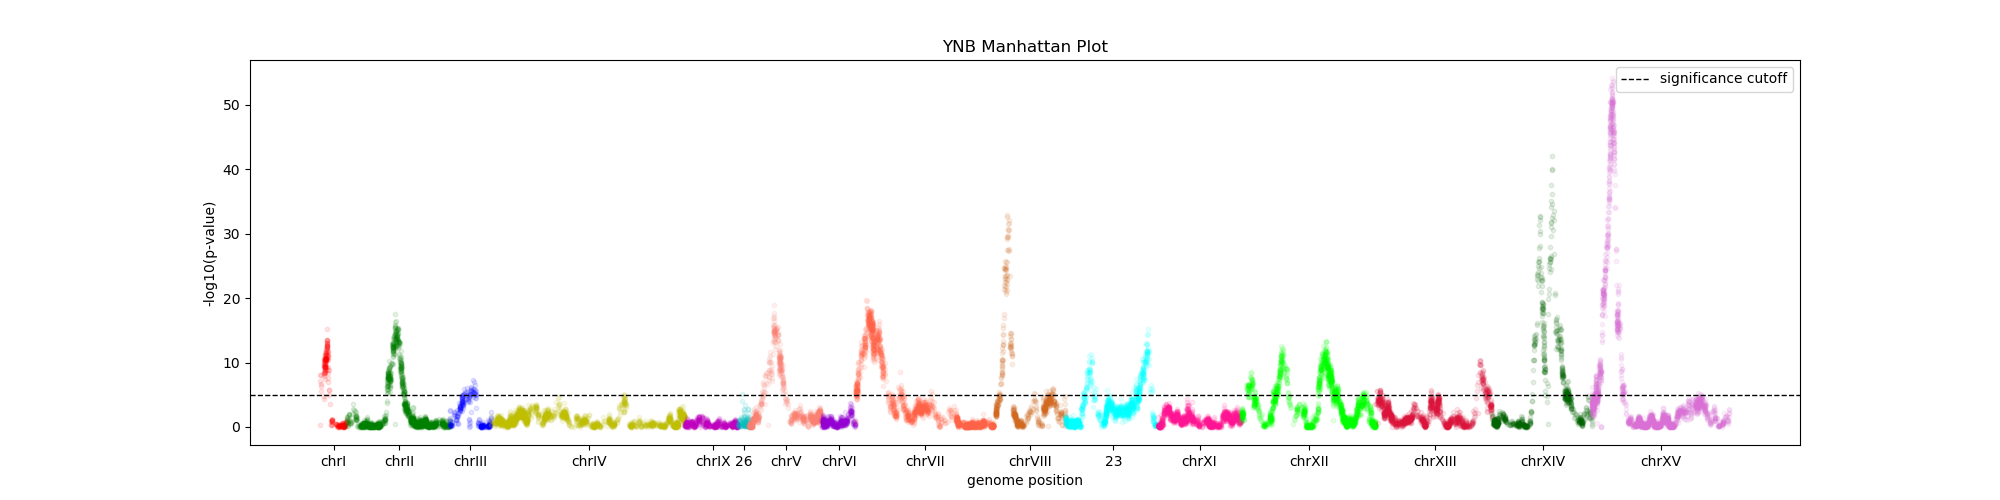 YNB Manhattan Plot
significance cutoff
-log10(p-value)
50
40
30
20
10
0
chrI chrII chrIII chrIV chrIX 26 chrV chrVI chrVII chrVIII 23 chrXI chrXII chrXIII chrXIV chrXV
genome position